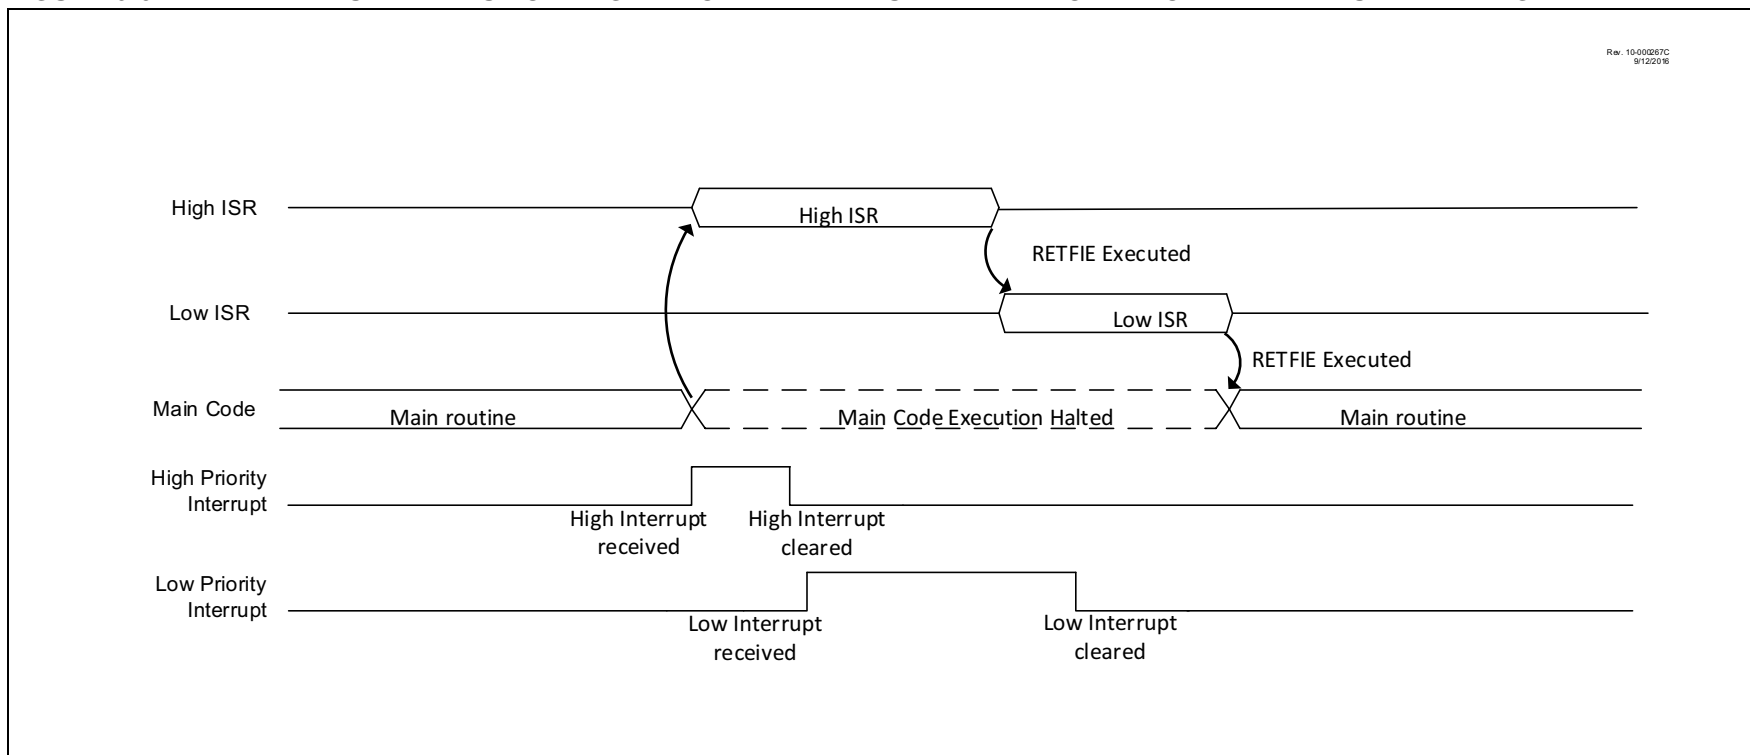 Rev. 10-000267C
9/12/2016
High ISR
High ISR
RETFIE Executed
Low ISR
Low ISR
RETFIE Executed
Main Code
Main routine
Main Code Execution Halted
Main routine
High Priority
Interrupt
High Interrupt
received
High Interrupt
cleared
Low Priority
Interrupt
Low Interrupt
received
Low Interrupt
cleared